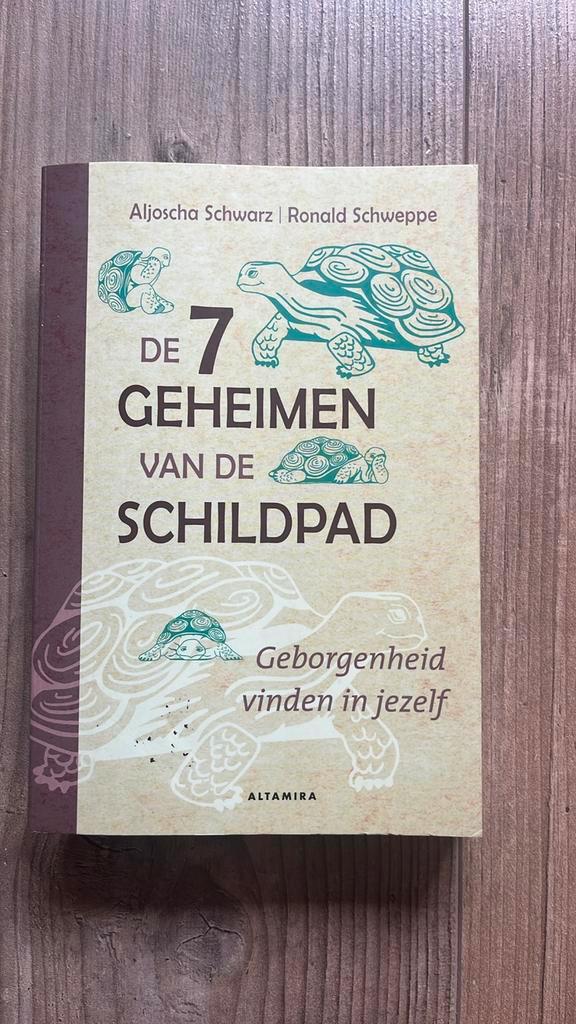 Aljoscha Schwarz | Ronald Schweppe
DE 7
GEHEIMEN
VAN DE
SCHILDPAD
Geborgenheid
vinden in jezelf
ALTAMIRA